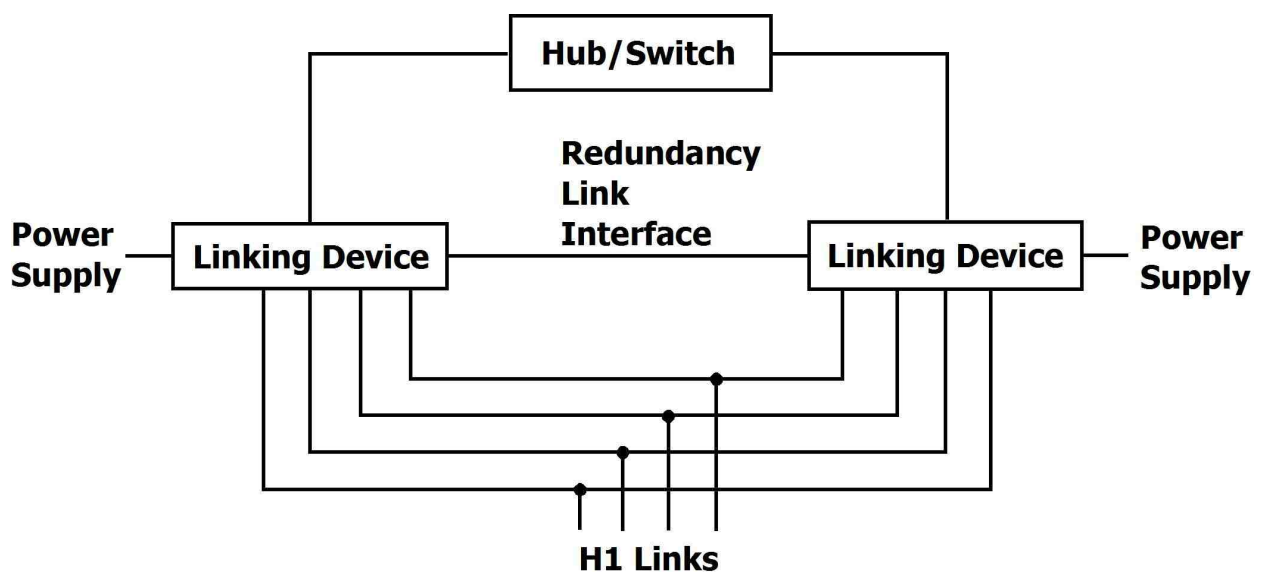 Hub/Switch
Redundancy
Link
Interface
Power
Supply
Linking Device
Linking Device
Power
Supply
H1 Links